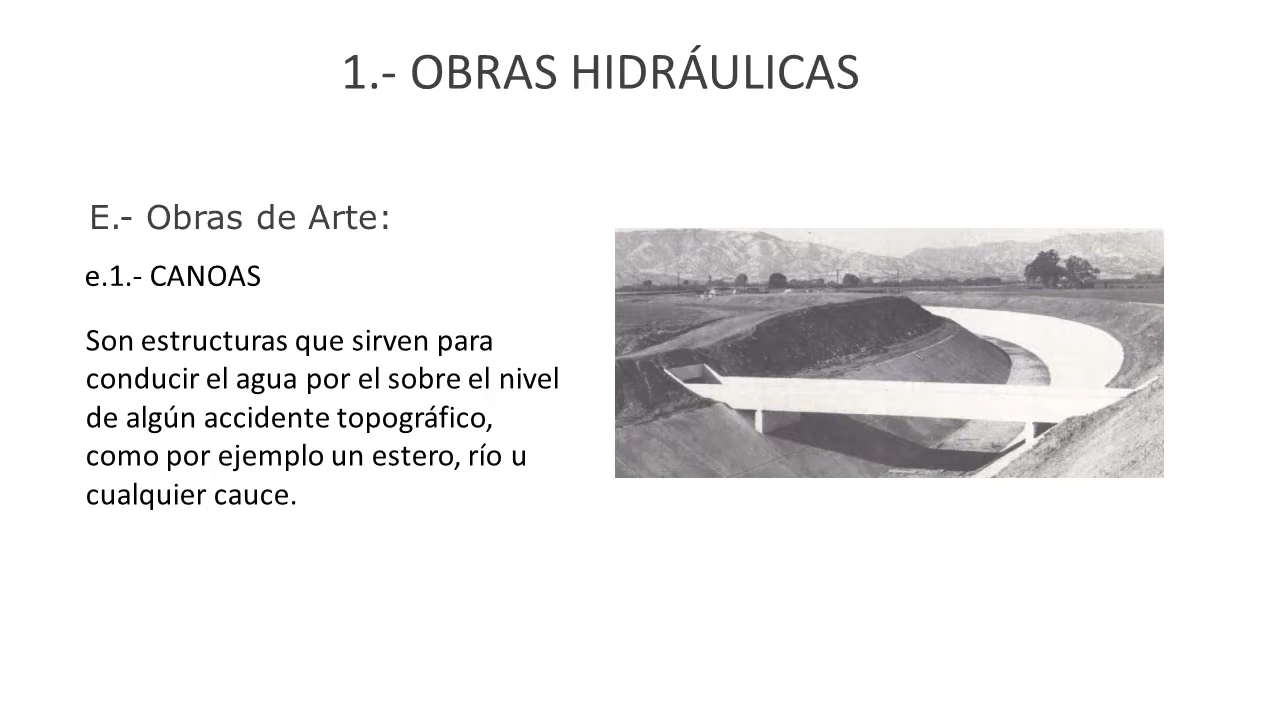 1.- OBRAS HIDRÁULICAS
E.- Obras de Arte:
e.1.- CANOAS
Son estructuras que sirven para
conducir el agua por el sobre el nivel
de algún accidente topográfico,
como por ejemplo un estero, río u
cualquier cauce.